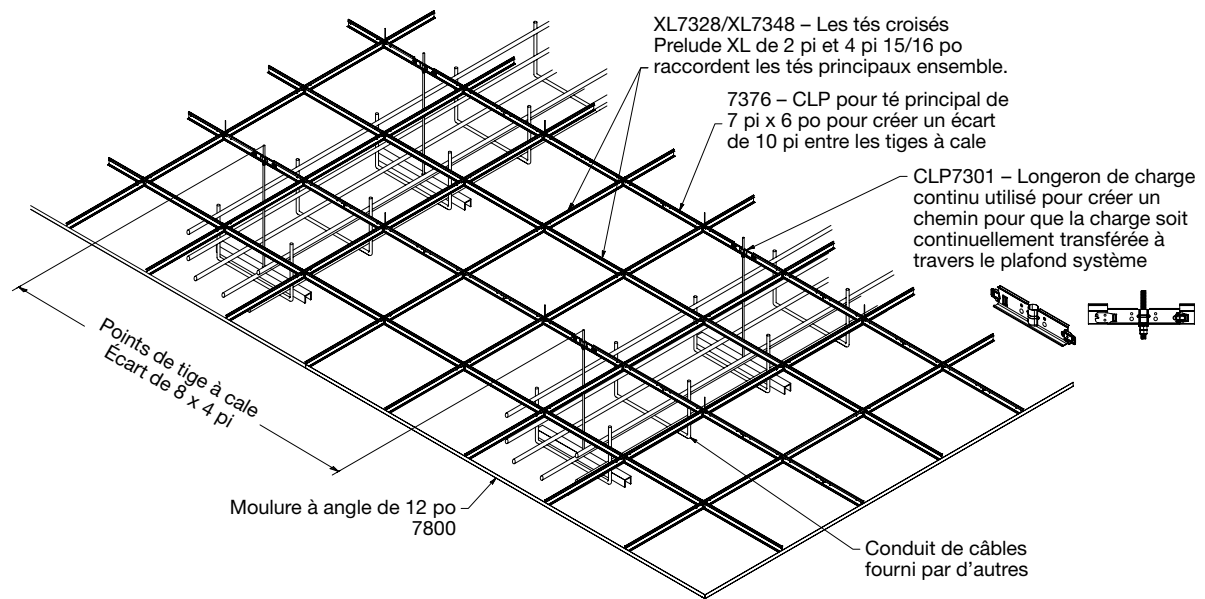 XL7328/XL7348 – Les tés croisés
Prelude XL de 2 pi et 4 pi 15/16 po
raccordent les tés principaux ensemble.
7376 – CLP pour té principal de
7 pi x 6 po pour créer un écart
de 10 pi entre les tiges à cale
CLP7301 – Longeron de charge
continu utilisé pour créer un
chemin pour que la charge soit
continuellement transférée à
travers le plafond système
Points de tige à cale
Écart de 8 x 4 pi
Moulure à angle de 12 po
7800
Conduit de câbles
fourni par d'autres